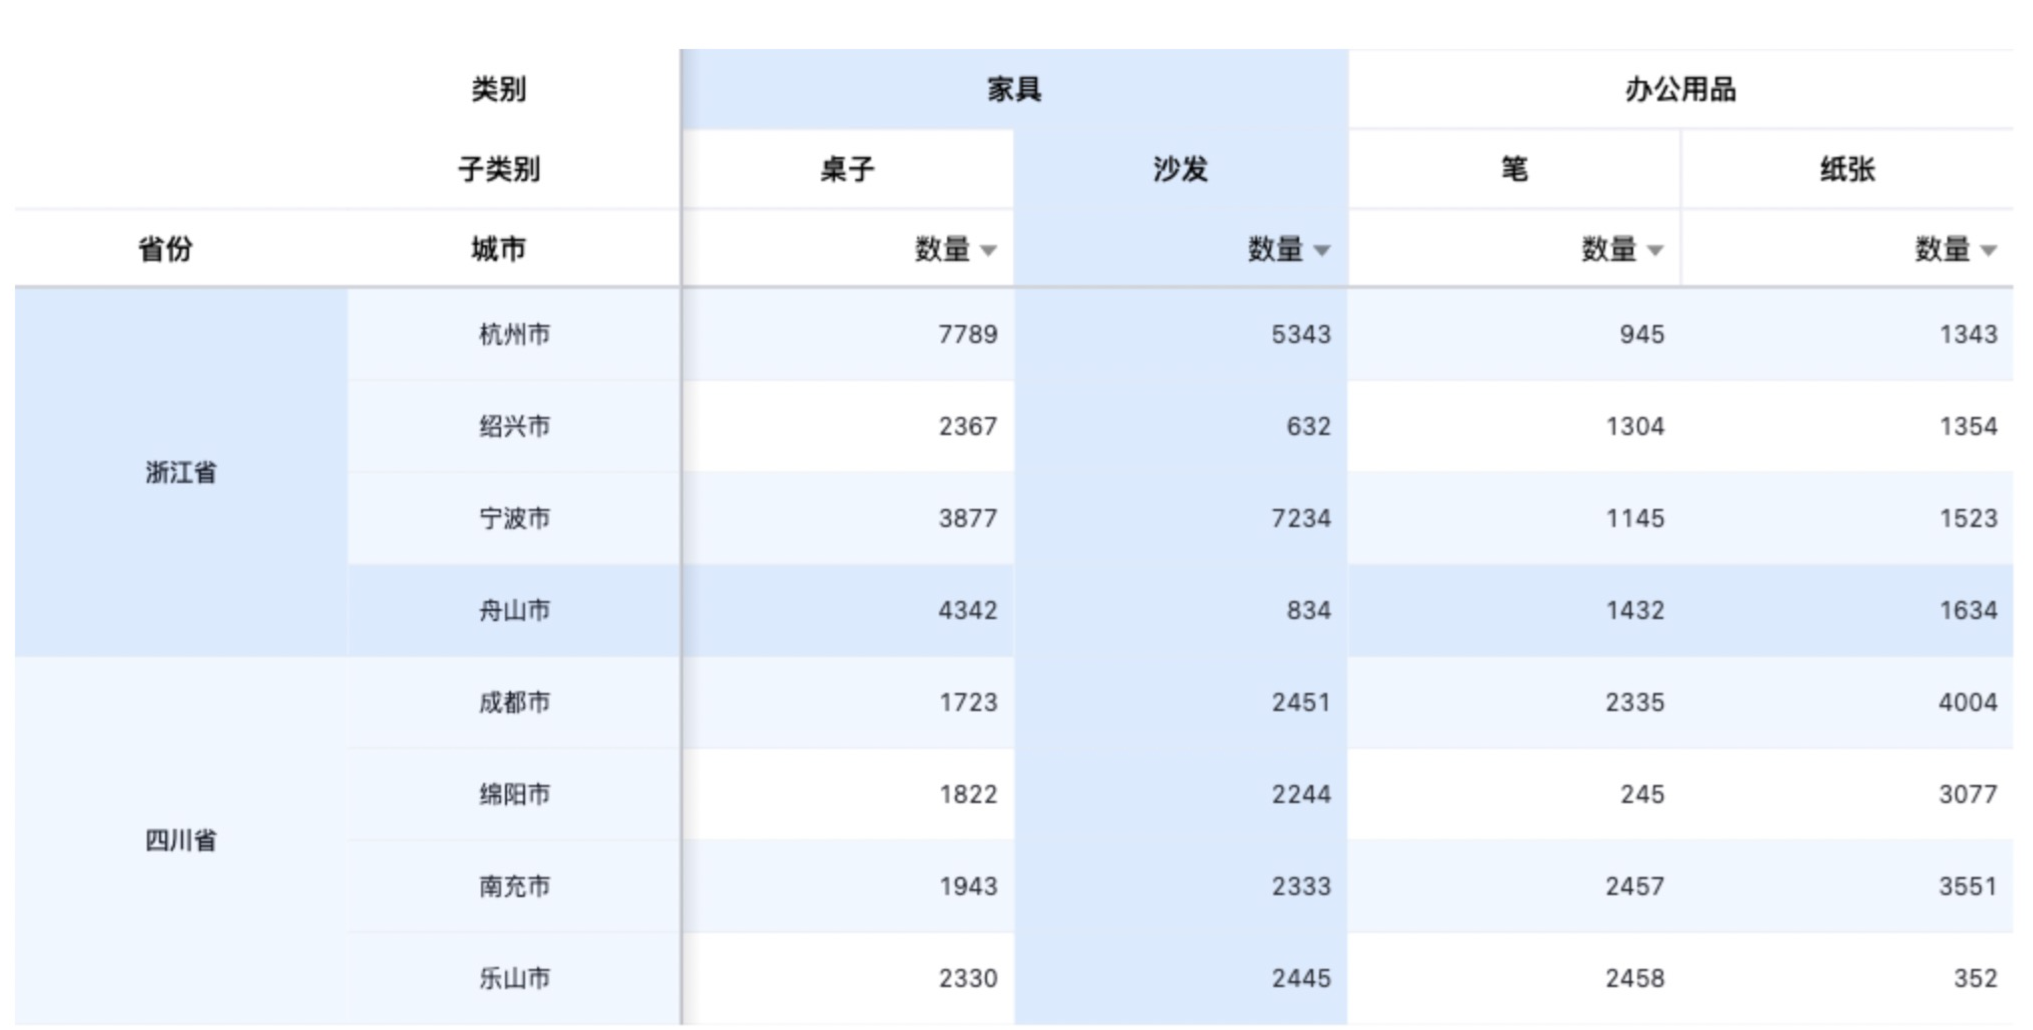 类别 家具 办公用品
子类别 桌子 沙发 笔 纸张
省份 城市 数量 数量 数量 数量
杭州市 7789 5343 945 1343
绍兴市 2367 632 1304 1354
浙江省
宁波市 3877 7234 1145 1523
舟山市 4342 834 1432 1634
成都市 1723 2451 2335 4004
绵阳市 1822 2244 245 3077
四川省
南充市 1943 2333 2457 3551
乐山市 2330 2445 2458 352